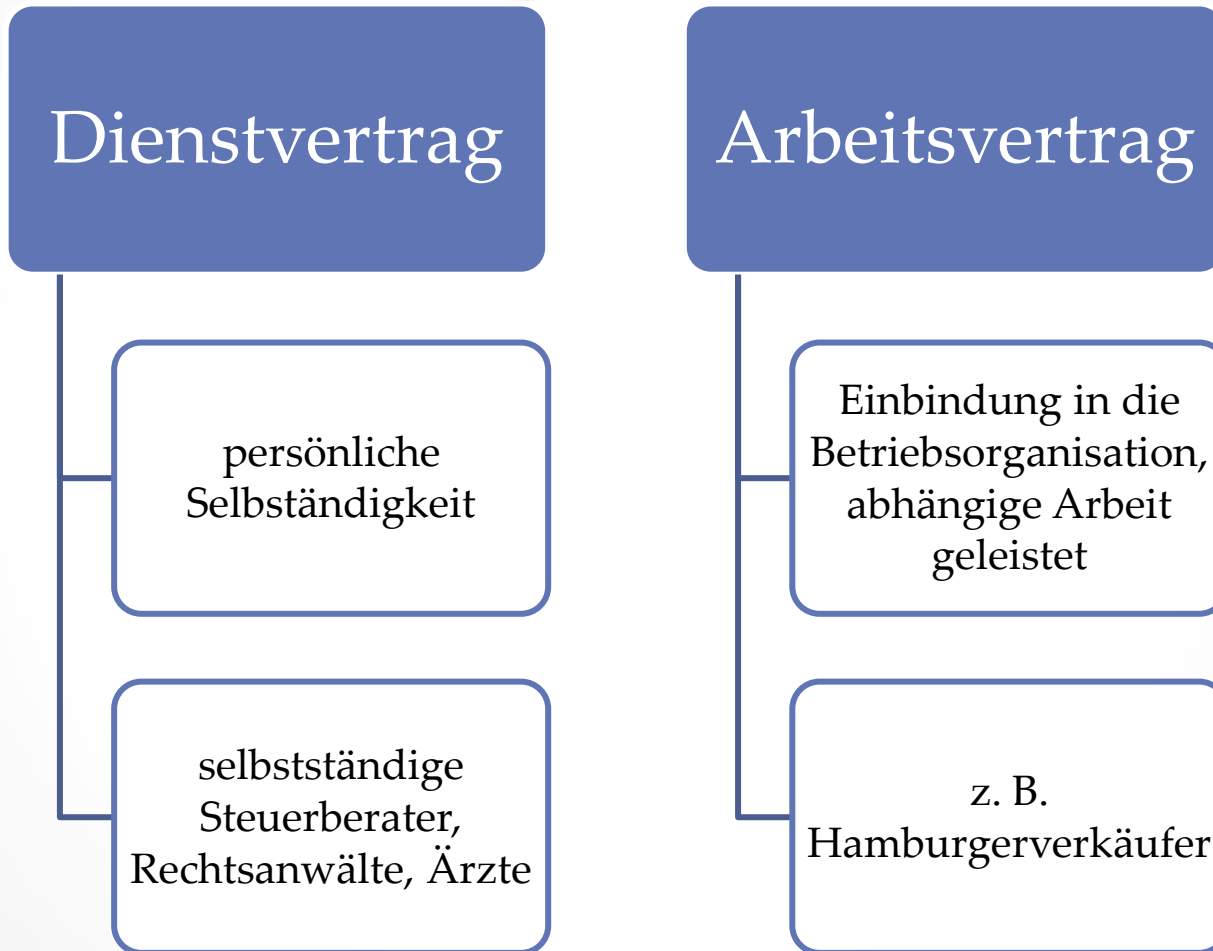 Dienstvertrag
persönliche
Selbständigkeit
selbstständige
Steuerberater,
Rechtsanwälte, Ärzte
Arbeitsvertrag
Einbindung in die
Betriebsorganisation,
abhängige Arbeit
geleistet
z. B.
Hamburgerverkäufer